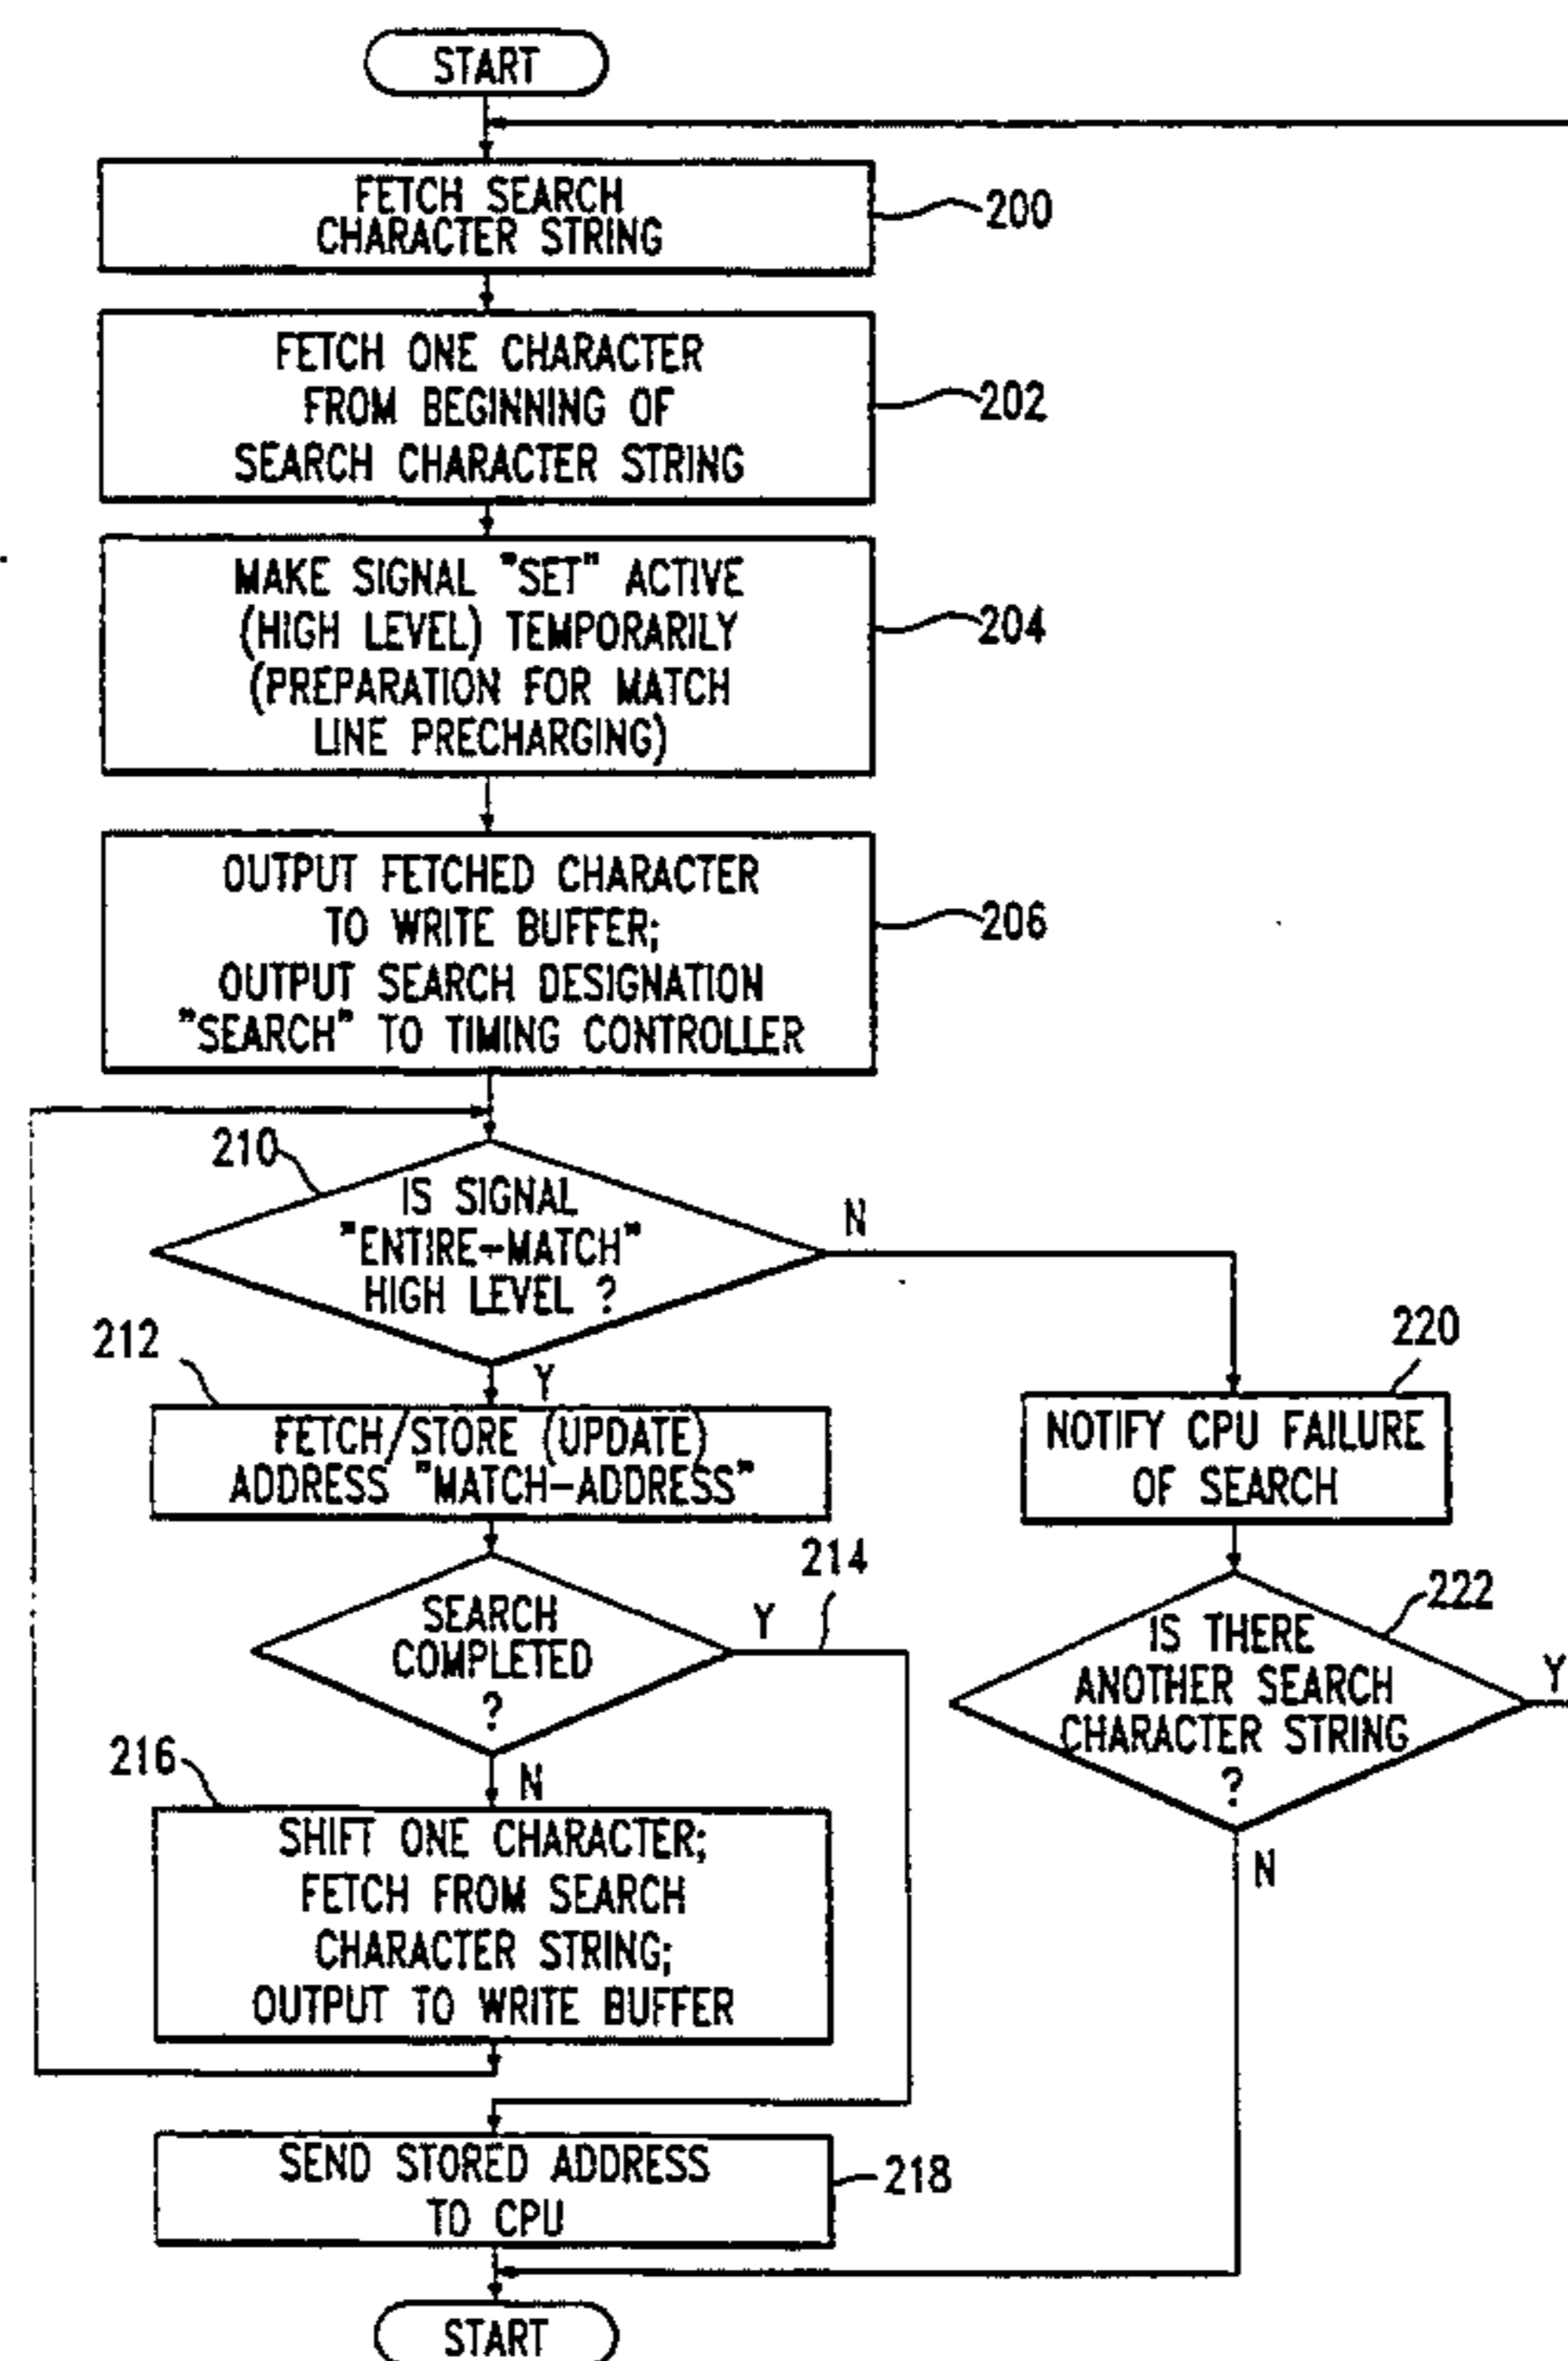 START
FETCH SEARCH
CHARACTER STRING
200
FETCH ONE CHARACTER
FROM BEGINNING OF
SEARCH CHARACTER STRING
202
MAKE SIGNAL "SET" ACTIVE
(HIGH LEVEL) TEMPORARILY
(PREPARATION FOR MATCH
LINE PRECHARGING)
204
OUTPUT FETCHED CHARACTER
TO WRITE BUFFER;
OUTPUT SEARCH DESIGNATION
"SEARCH" TO TIMING CONTROLLER
206
210
IS SIGNAL
"ENTIRE-MATCH"
HIGH LEVEL ?
N
Y
212
FETCH/STORE (UPDATE)
ADDRESS "MATCH-ADDRESS"
220
NOTIFY CPU FAILURE
OF SEARCH
SEARCH
COMPLETED
?
Y
214
N
222
IS THERE
ANOTHER SEARCH
CHARACTER STRING
?
Y
N
216
SHIFT ONE CHARACTER;
FETCH FROM SEARCH
CHARACTER STRING;
OUTPUT TO WRITE BUFFER
SEND STORED ADDRESS
TO CPU
218
START